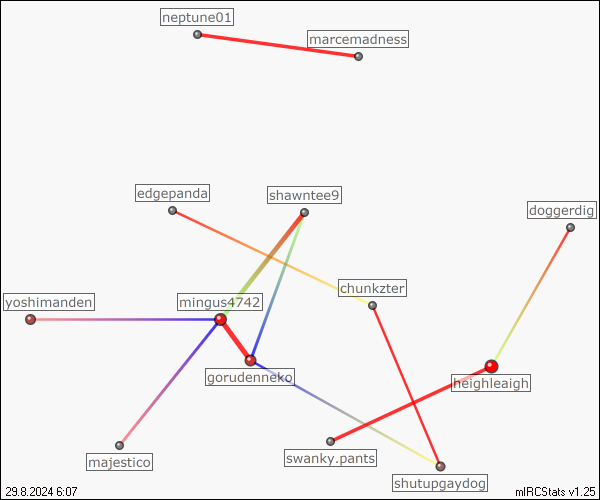 neptune01
marcemadness
edgepanda
shawntee9
doggerdig
chunkzter
yoshimanden
mingus4742
gorudenneko
heighleaigh
swanky.pants
majestico
shutupgaydog
29.8.2024 6:07
mIRCStats v1.25